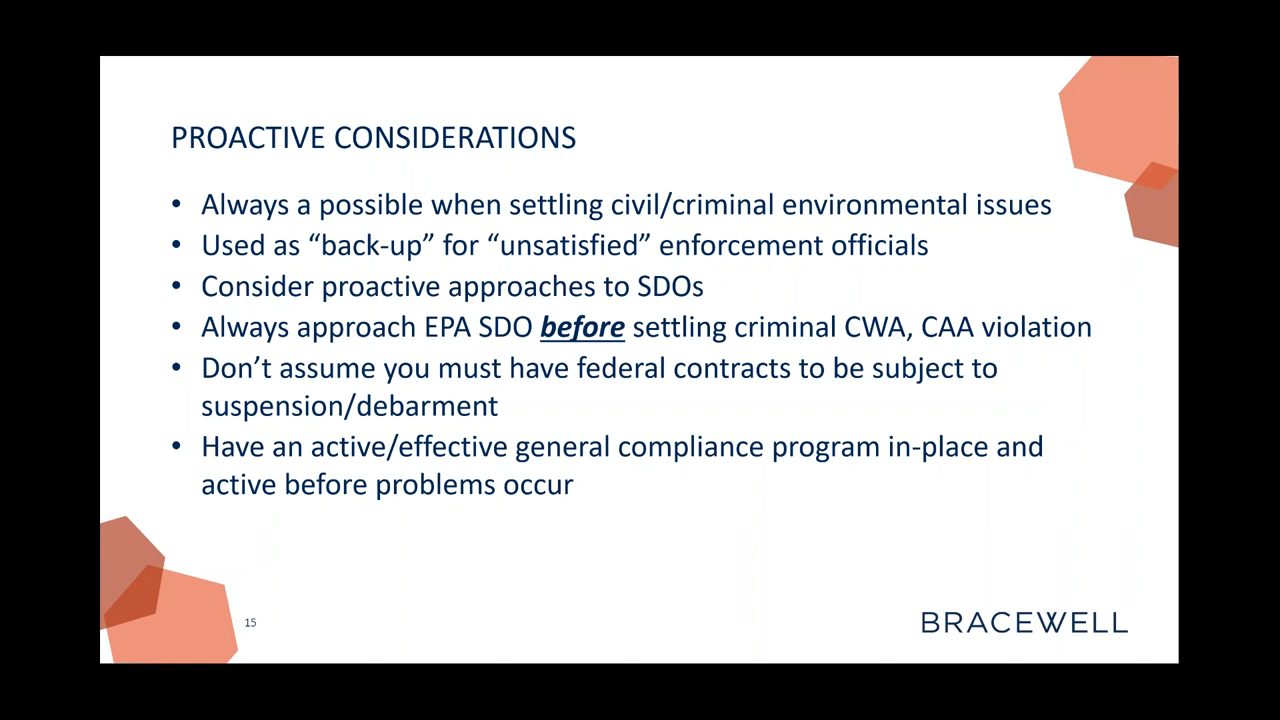 PROACTIVE CONSIDERATIONS
• Always a possible when settling civil/criminal environmental issues
• Used as “back-up” for “unsatisfied” enforcement officials
• Consider proactive approaches to SDOs
• Always approach EPA SDO before settling criminal CWA, CAA violation
• Don’t assume you must have federal contracts to be subject to
suspension/debarment
• Have an active/effective general compliance program in-place and
active before problems occur
15
BRACEWELL